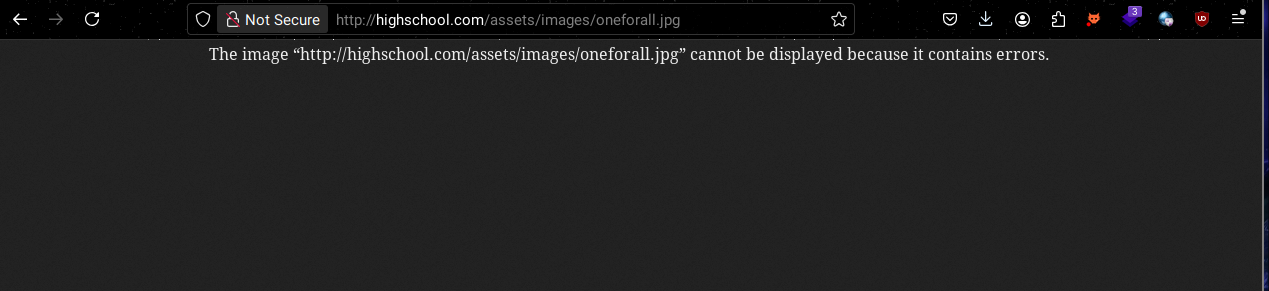 Not Secure http://highschool.com/assets/images/oneforall.jpg 3 UD
The image “http://highschool.com/assets/images/oneforall.jpg” cannot be displayed because it contains errors.